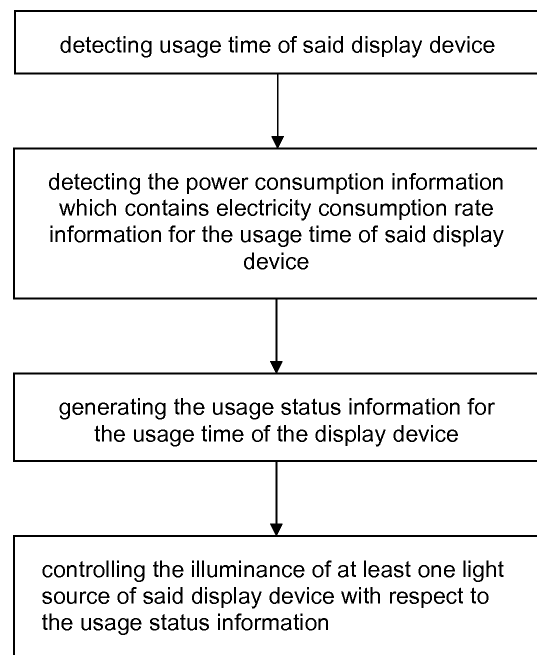 detecting usage time of said display device
detecting the power consumption information
which contains electricity consumption rate
information for the usage time of said display
device
generating the usage status information for
the usage time of the display device
controlling the illuminance of at least one light
source of said display device with respect to
the usage status information